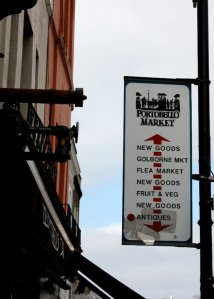 PORTOBELLO
MARKET
NEW GOODS
GOLBORNE MKT
FLEA MARKET
NEW GOODS
FRUIT & VEG
NEW GOODS
ANTIQUES